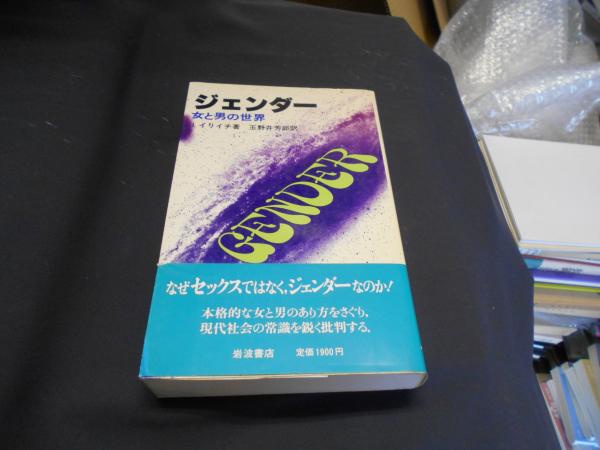 ジェンダー
女と男の世界
I.イリイチ著 玉野井芳郎訳
GENDER
なぜセックスではなく、ジェンダーなのか!
本格的な女と男のあり方をさぐり、
現代社会の常識を鋭く批判する。
岩波書店 定価1900円